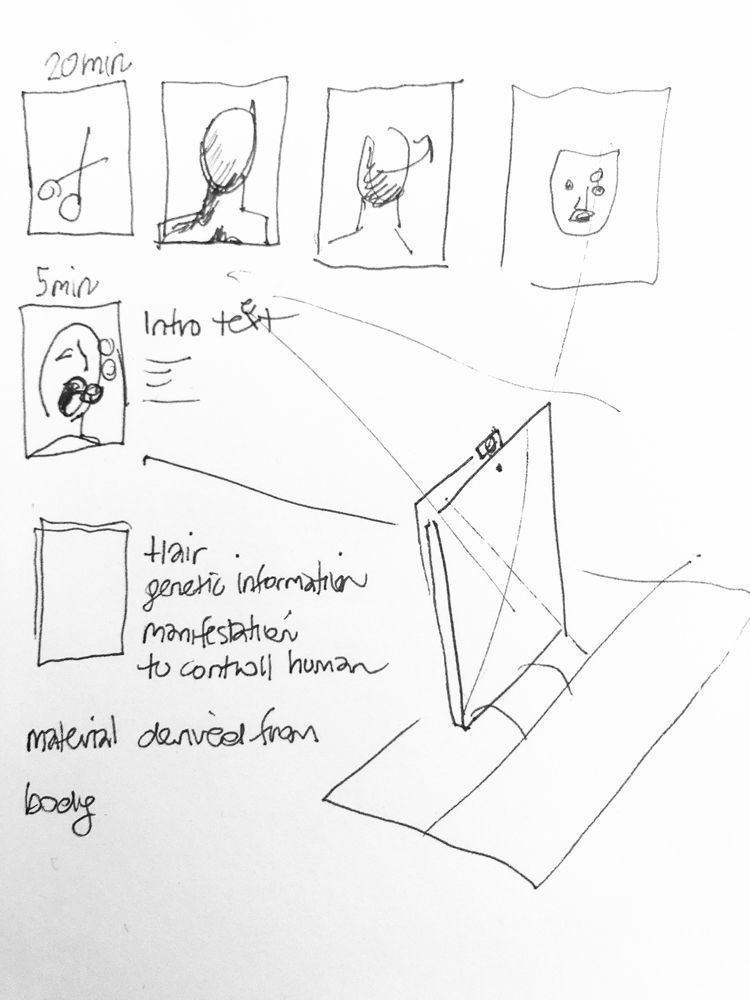 20min
5min
Intro text
Hair
genetic information
manifestation
to controll human
material derived from
body